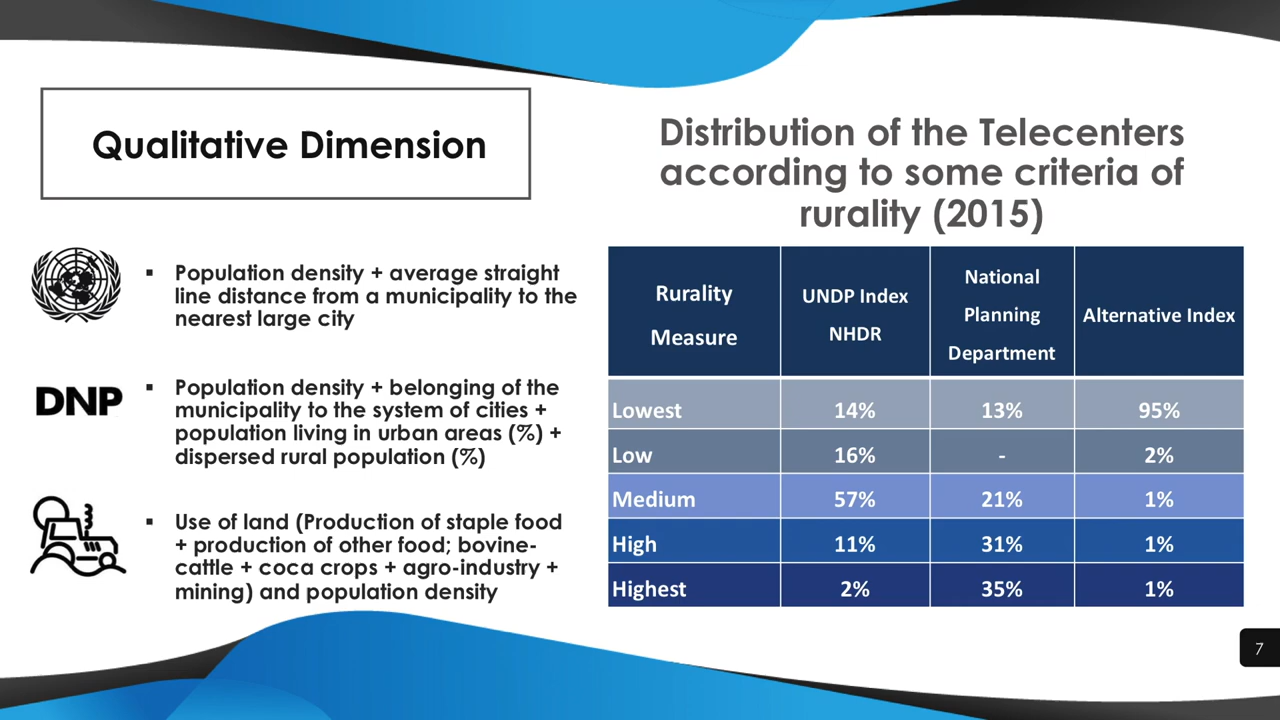 Qualitative Dimension
Distribution of the Telecenters
according to some criteria of
rurality (2015)
▪ Population density + average straight
line distance from a municipality to the
nearest large city
DNP
▪ Population density + belonging of the
municipality to the system of cities +
population living in urban areas (%) +
dispersed rural population (%)
▪ Use of land (Production of staple food
+ production of other food; bovine-
cattle + coca crops + agro-industry +
mining) and population density
Rurality Measure | UNDP Index NHDR | National Planning Department | Alternative Index
Lowest 14% 13% 95%
Low 16% - 2%
Medium 57% 21% 1%
High 11% 31% 1%
Highest 2% 35% 1%
7